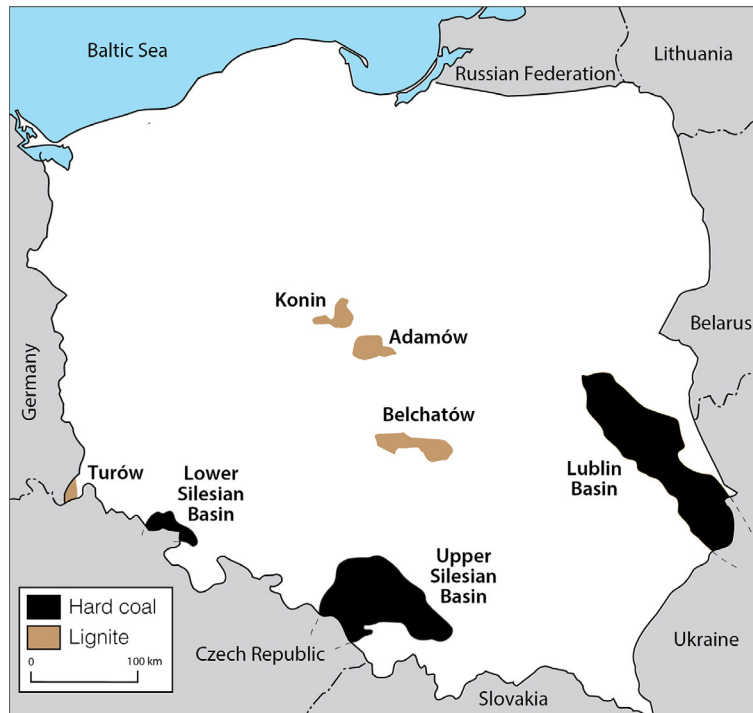 Baltic Sea
Lithuania
Russian Federation
Konin
Belarus
Adamów
Germany
Belchatów
Turów
Lower
Silesian
Basin
Lublin
Basin
Upper
Silesian
Basin
Hard coal
Lignite
0
100 km
Czech Republic
Ukraine
Slovakia